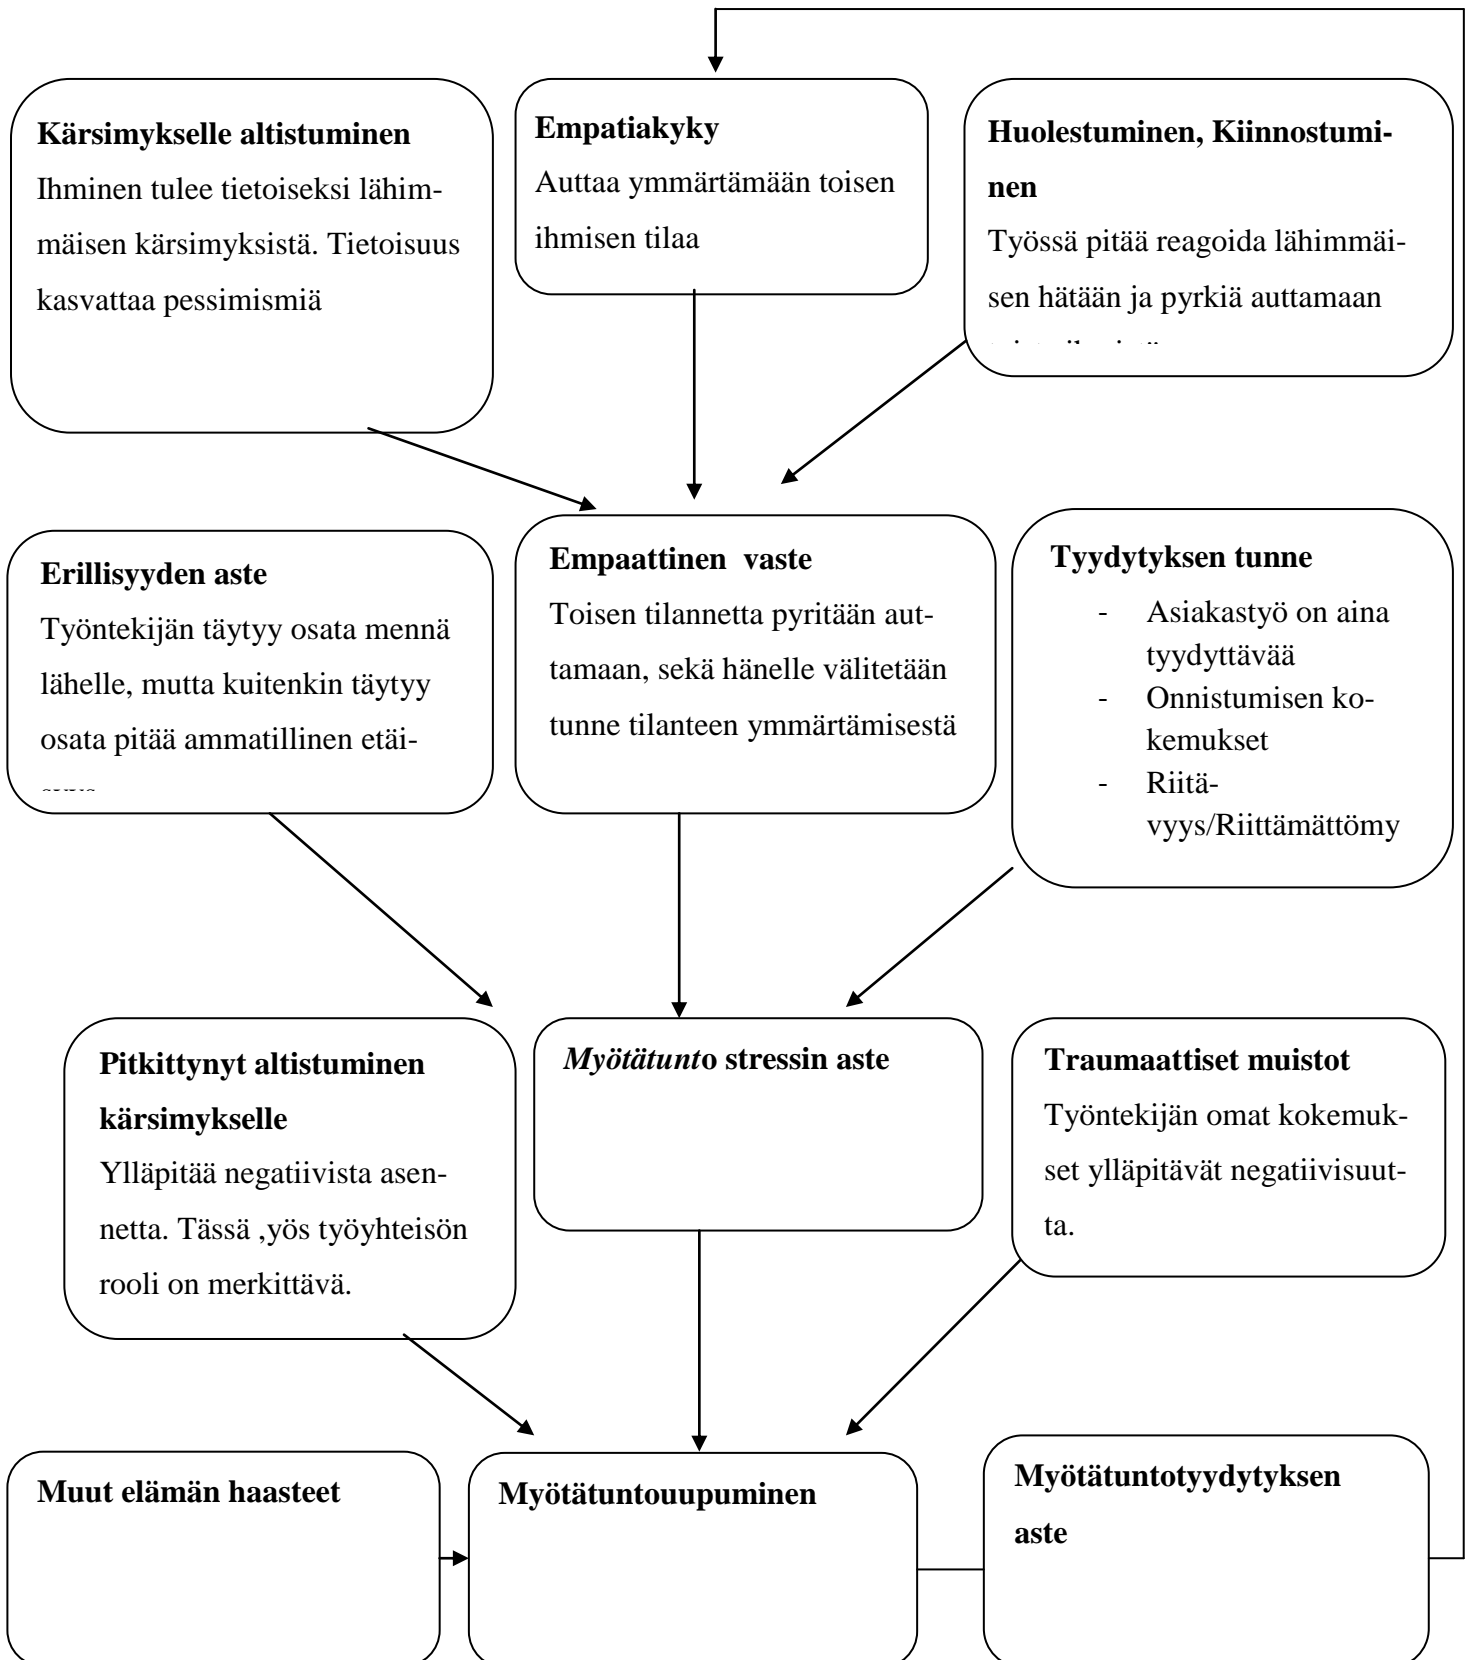 Kärsimykselle altistuminen
Ihminen tulee tietoiseksi lähim-
mäisen kärsimyksistä. Tietoisuus
kasvattaa pessimismiä
Empatiakyky
Auttaa ymmärtämään toisen
ihmisen tilaa
Huolestuminen, Kiinnostumi-
nen
Työssä pitää reagoida lähimmäi-
sen hätään ja pyrkiä auttamaan
Erillisyyden aste
Työntekijän täytyy osata mennä
lähelle, mutta kuitenkin täytyy
osata pitää ammatillinen etäi-
Empaattinen vaste
Toisen tilannetta pyritään aut-
tamaan, sekä hänelle välitetään
tunne tilanteen ymmärtämisestä
Tyydytyksen tunne
- Asiakastyö on aina
tyydyttävää
- Onnistumisen ko-
kemukset
- Riitä-
vyys/Riittämättömy
Pitkittynyt altistuminen
kärsimykselle
Ylläpitää negatiivista asen-
netta. Tässä ,yös työyhteisön
rooli on merkittävä.
Myötätunto stressin aste
Traumaattiset muistot
Työntekijän omat kokemuk-
set ylläpitävät negatiivisuut-
ta.
Muut elämän haasteet
Myötätuntouupuminen
Myötätuntotyydytyksen
aste